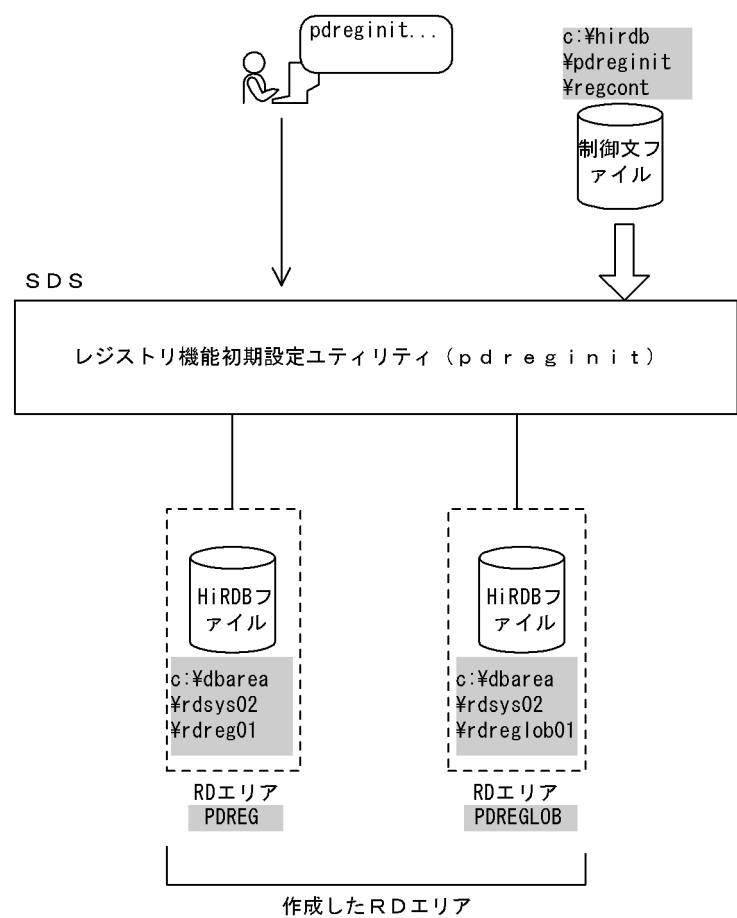 pdreginit...
c:¥hirdb
¥pdreginit
¥regcont
制御文フ
ァイル
ＳＤＳ
レジストリ機能初期設定ユティリティ（ｐｄｒｅｇｉｎｉｔ）
HiRDBフ
ァイル
c:¥dbarea
¥rdsys02
¥rdreg01
RDエリア
PDREG
HiRDBフ
ァイル
c:¥dbarea
¥rdsys02
¥rdreglob01
RDエリア
PDREGLOB
作成したＲＤエリア